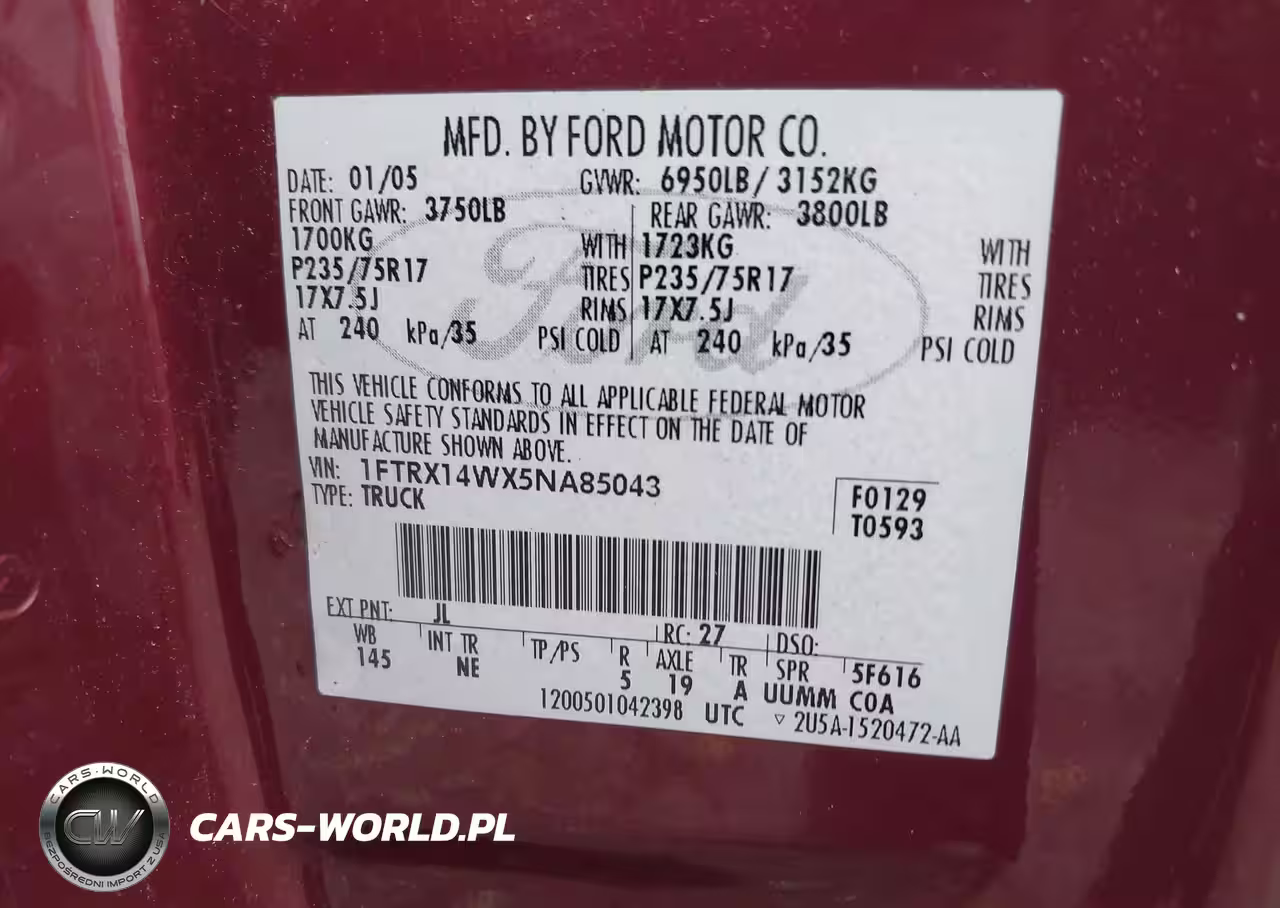 MFD. BY FORD MOTOR CO.
DATE: 01/05 GVWR: 6950LB / 3152KG
FRONT GAWR: 3750LB REAR GAWR: 3800LB
1700KG WITH 1723KG WITH
P235/75R17 TIRES P235/75R17 TIRES
17X7.5J RIMS 17X7.5J RIMS
AT 240 kPa/35 PSI COLD AT 240 kPa/35 PSI COLD
Ford
THIS VEHICLE CONFORMS TO ALL APPLICABLE FEDERAL MOTOR
VEHICLE SAFETY STANDARDS IN EFFECT ON THE DATE OF
MANUFACTURE SHOWN ABOVE.
VIN: 1FTRX14WX5NA85043
TYPE: TRUCK
F0129
T0593
EXT PNT: JL RC: 27 DSO:
WB INT TR TP/PS R AXLE TR SPR 5F616
145 NE 5 19 A UUMM COA
1200501042398 UTC ▽ 2U5A-1520472-AA
CARS-WORLD
CW
BEZPOŚREDNI IMPORT Z USA
CARS-WORLD.PL